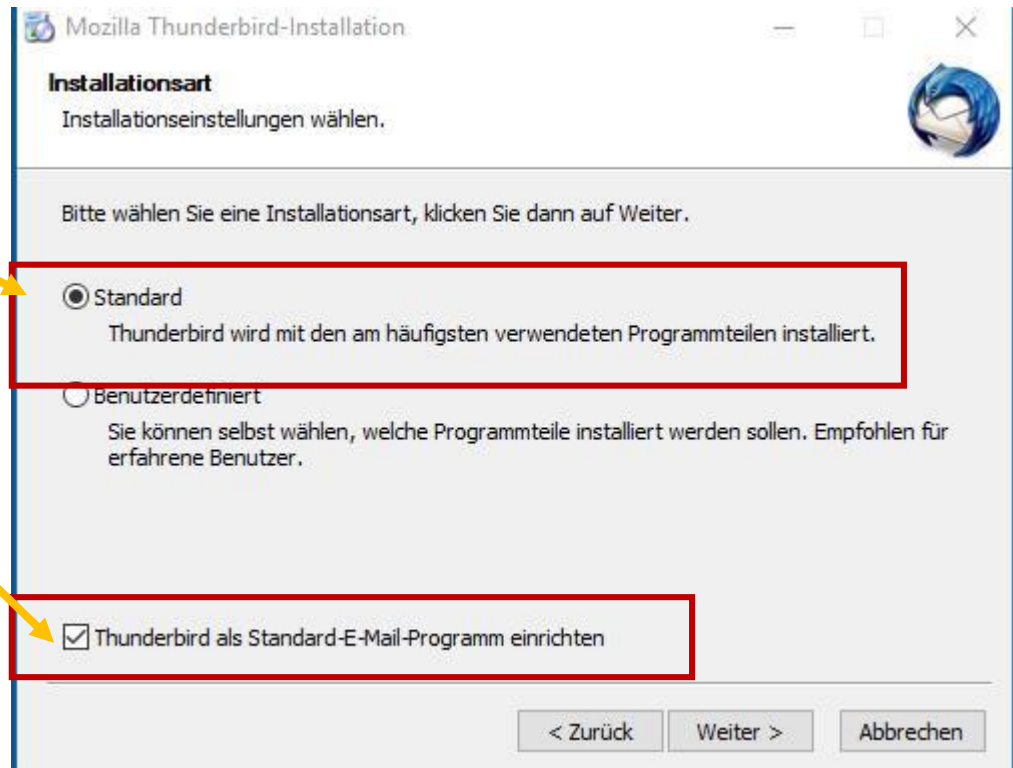 Mozilla Thunderbird-Installation
Installationsart
Installationseinstellungen wählen.
Bitte wählen Sie eine Installationsart, klicken Sie dann auf Weiter.
Standard
Thunderbird wird mit den am häufigsten verwendeten Programmteilen installiert.
Benutzerdefiniert
Sie können selbst wählen, welche Programmteile installiert werden sollen. Empfohlen für
erfahrene Benutzer.
Thunderbird als Standard-E-Mail-Programm einrichten
< Zurück Weiter > Abbrechen